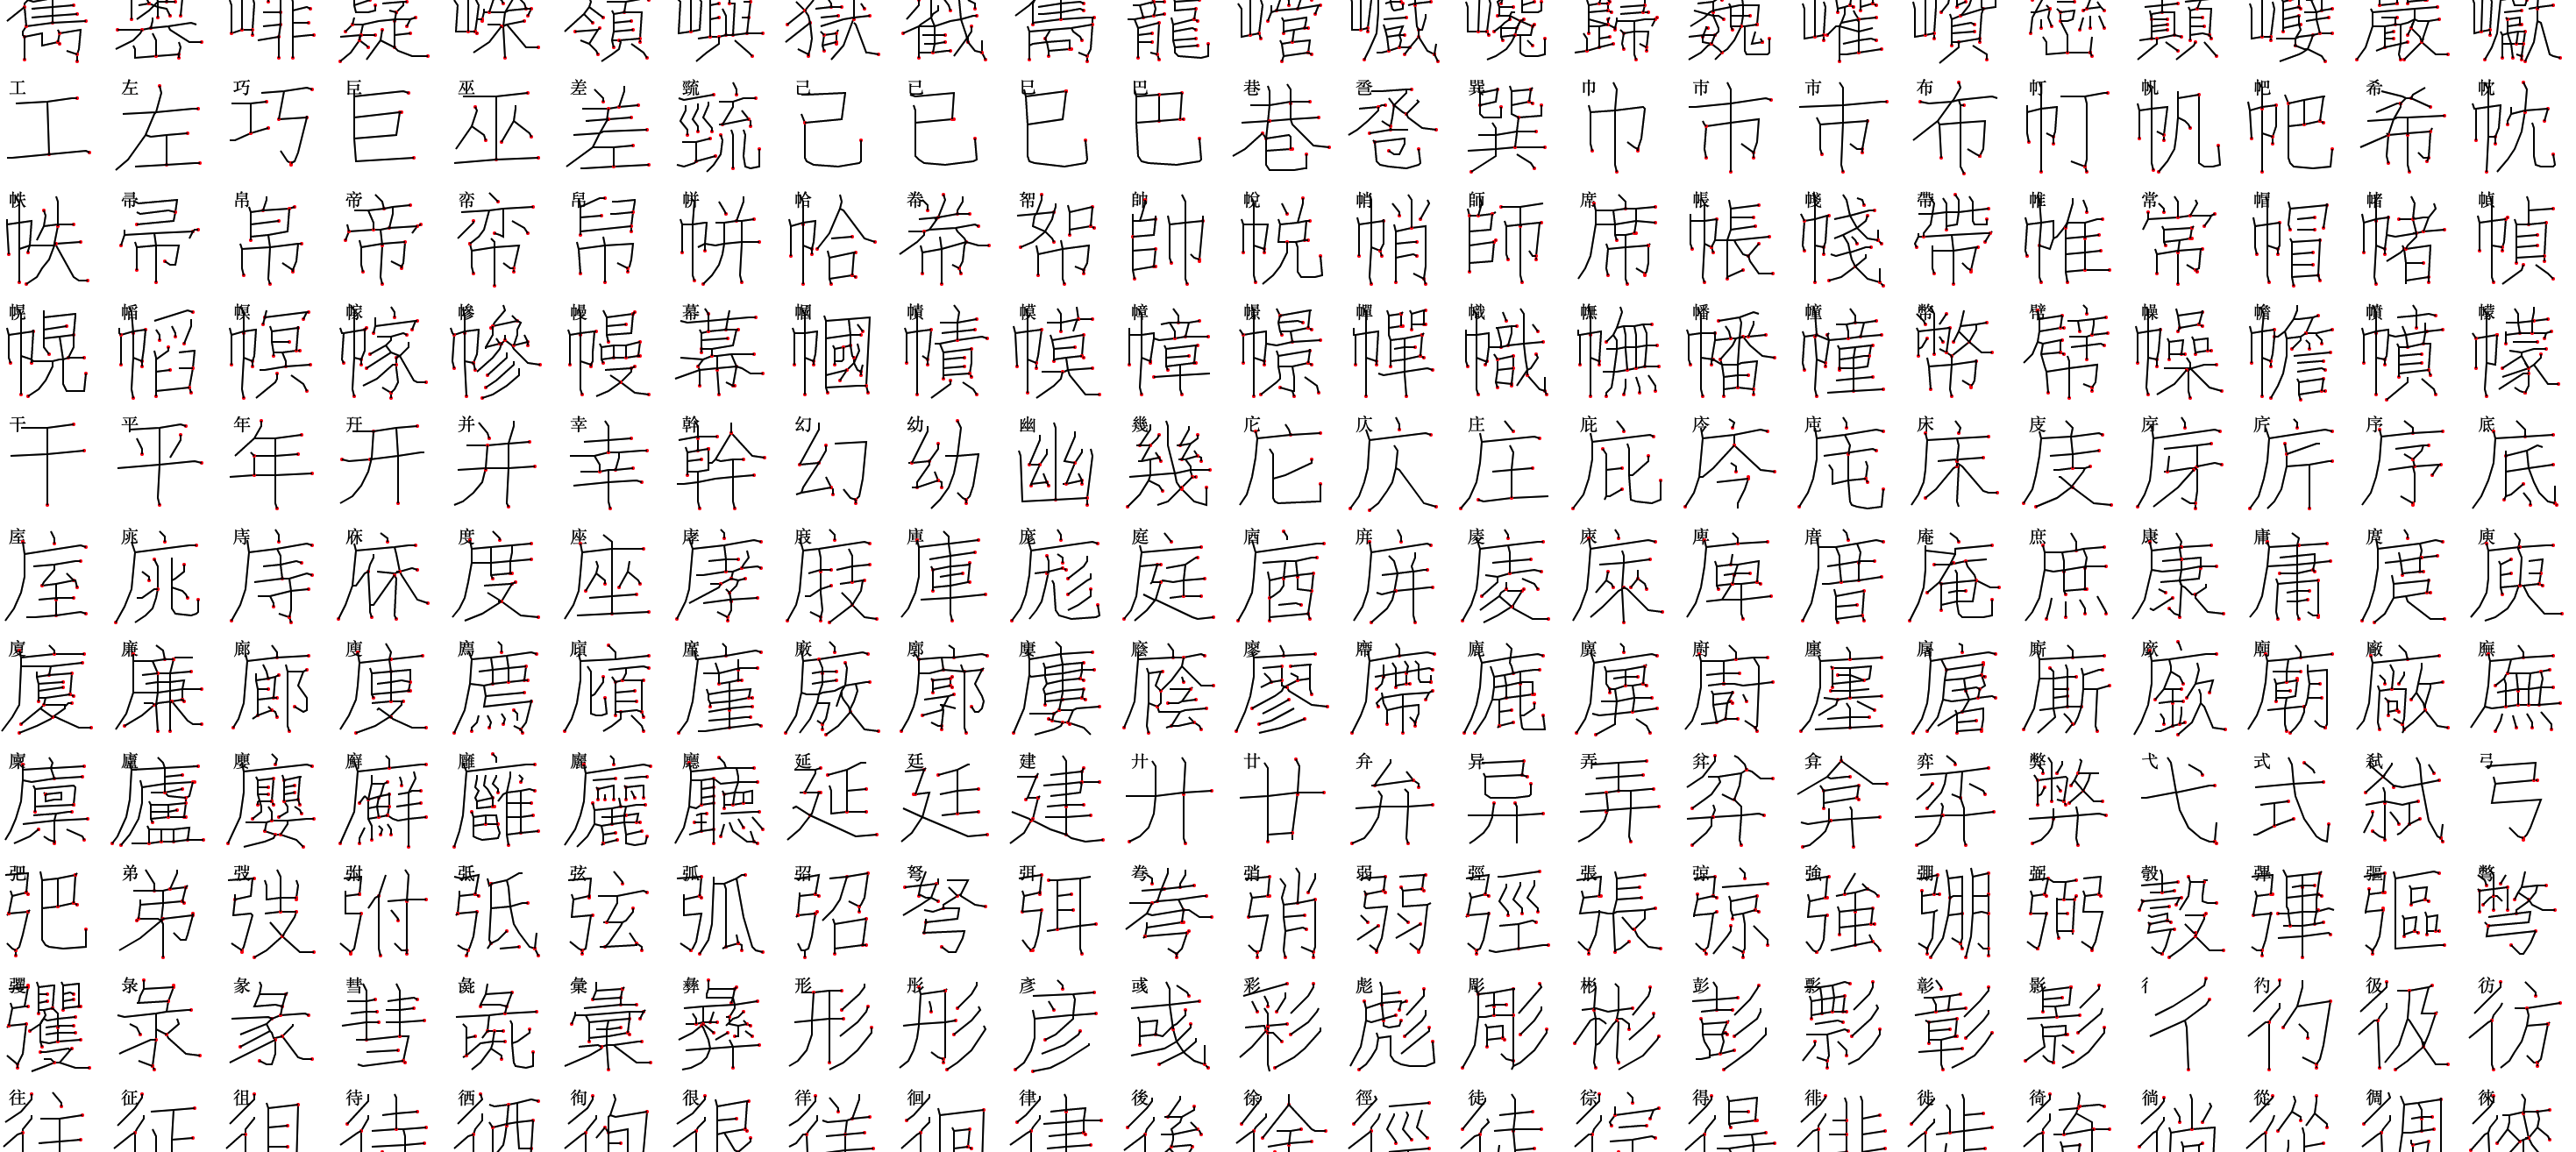 工左巧巨巫差巰己已巳巴巷巹巽巾市巿布帄帆帊希帎
帙帚帛帝帟帠帡帢帣帤帥帨帩師席帳帴帶帷常帽帾幀
幌幍幎幏幓幔幕幗幘幙幛幜幝幟幠幡幢幣幦幧幨幩幪
干平年幵并幸幹幻幼幽幾庀庂庄庇庈庉床庋庌庍序底
庢庣庤庥度座庨庪庫庬庭庮庰庱庲庳庴庵庶康庸庹庾
廈廉廊廋廌廎廑廒廓廔廕廖廗廘廙廚廛廜廝廞廟廠廡
廩廬廮廯廱廲廳延廷建廾廿弁异弄弅弇弈弊弋式弒弓
弝弟弢弣弤弦弧弨弩弭弮弰弱弳張弶強弸弼彀彈彄彆
彏彔彖彗彘彙彝形彤彥彧彩彪彫彬彭彯彰影彳彴彶彷
往征徂待徆徇很徉徊律後徐徑徒徖得徘徙徛徜從徟徠